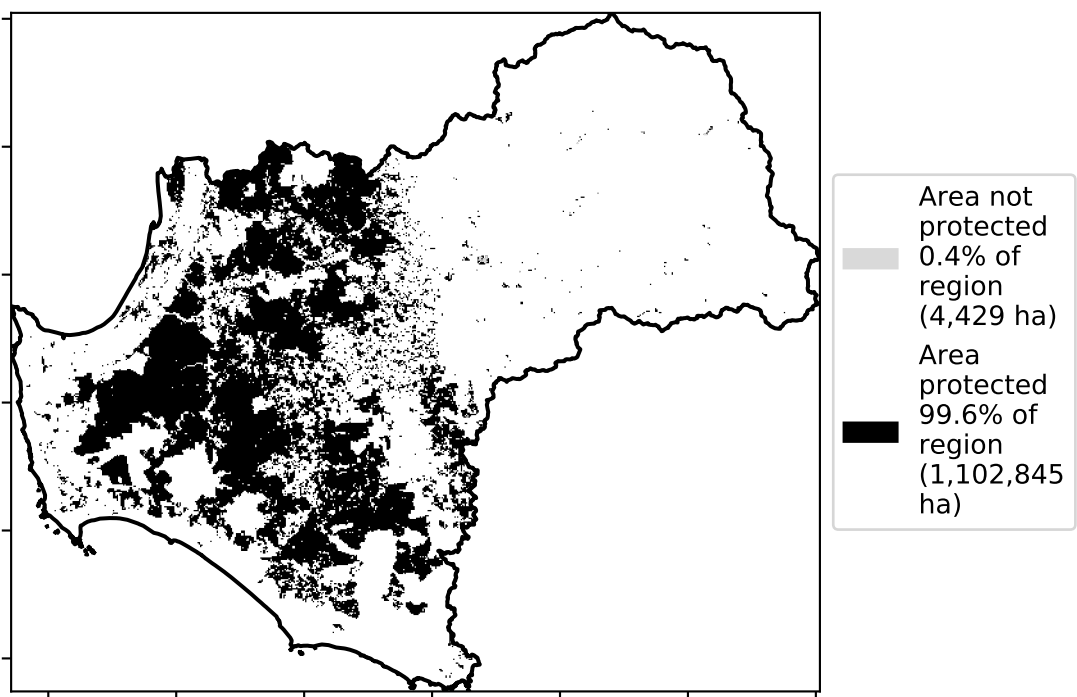 Area not
protected
0.4% of
region
(4,429 ha)
Area
protected
99.6% of
region
(1,102,845
ha)